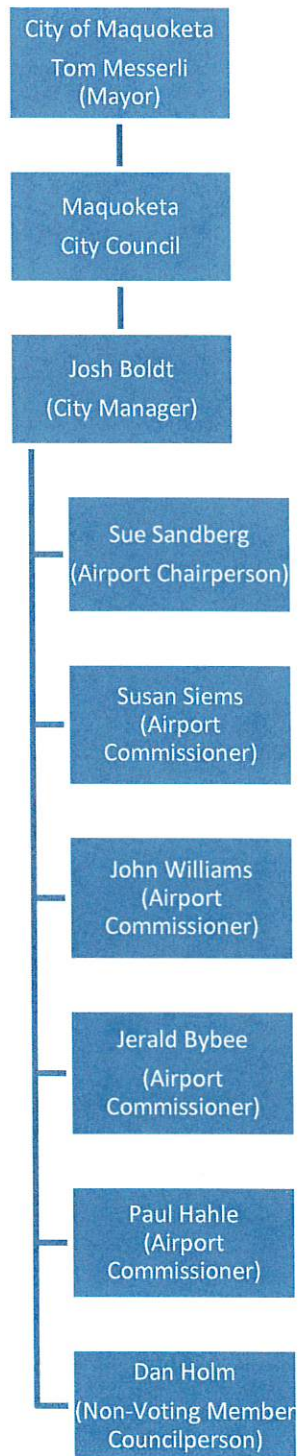 City of Maquoketa
Tom Messerli
(Mayor)
Maquoketa
City Council
Josh Boldt
(City Manager)
Sue Sandberg
(Airport Chairperson)
Susan Siems
(Airport
Commissioner)
John Williams
(Airport
Commissioner)
Jerald Bybee
(Airport
Commissioner)
Paul Hahle
(Airport
Commissioner)
Dan Holm
(Non-Voting Member
Councilperson)